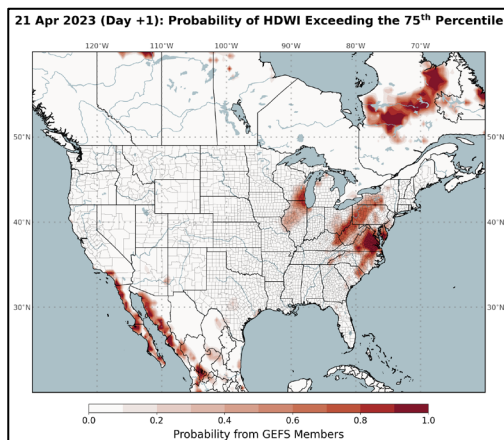 21 Apr 2023 (Day +1): Probability of HDWI Exceeding the 75th Percentile
120°W 110°W 100°W 90°W 80°W 70°W
50°N 50°N
40°N 40°N
30°N 30°N
0.0 0.2 0.4 0.6 0.8 1.0
Probability from GEFS Members